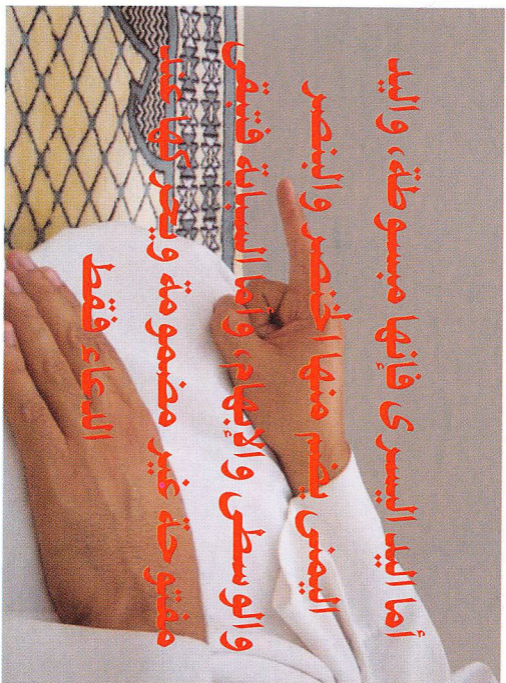 أما اليد اليسرى فإنها مبسوطة، واليد
اليمنى يضم منها الخنصر والبنصر
والوسطى والإبهام، وأما السبابة فتبقى
مفتوحة غير مضمومة ويحركها عند
الدعاء فقط